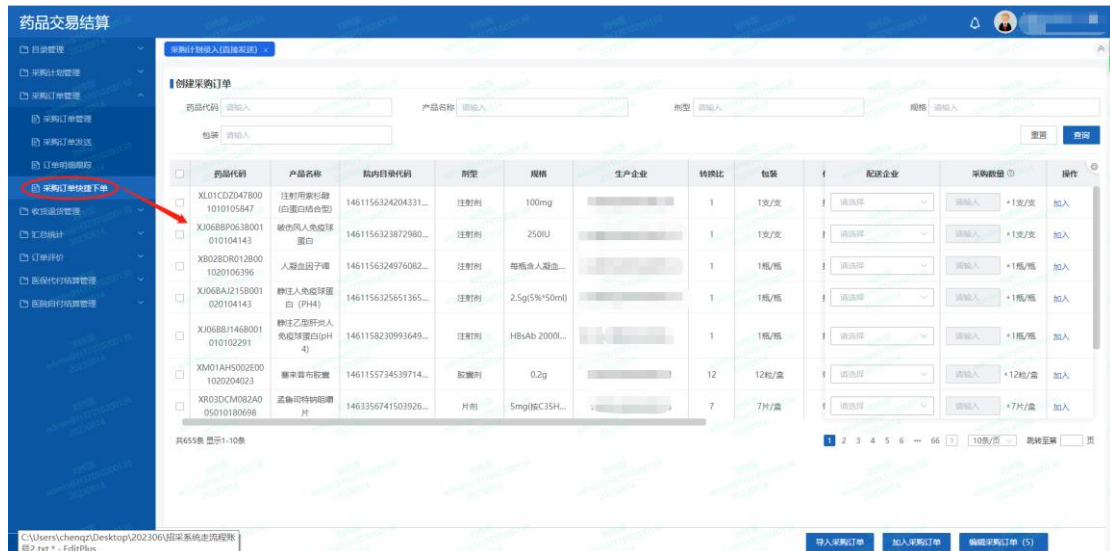 药品交易结算
目录管理
采购计划管理
采购订单管理
采购订单管理
采购订单发送
订单明细跟踪
采购订单快捷下单
收货退货管理
汇总统计
订单评价
医保代付结算管理
医院自付结算管理
采购计划录入(直接发送) ×
创建采购订单
药品代码 请输入 产品名称 请输入 剂型 请输入 规格 请输入
包装 请输入 重置 查询
药品代码 产品名称 院内目录代码 剂型 规格 生产企业 转换比 包装 配送企业 采购数量 操作
XL01CDZ047B001010105847 注射用紫杉醇(白蛋白结合型) 1461156324204331... 注射剂 100mg 1 1支/支 请选择 请输入 *1支/支 加入
XJ06BBP063B001010104143 破伤风人免疫球蛋白 1461156323872980... 注射剂 250IU 1 1支/支 请选择 请输入 *1支/支 加入
XB02BDR012B001020106396 人凝血因子Ⅷ 1461156324976082... 注射剂 每瓶含人凝血... 1 1瓶/瓶 请选择 请输入 *1瓶/瓶 加入
XJ06BAJ215B001020104143 静注人免疫球蛋白（PH4） 1461156325651365... 注射剂 2.5g(5%*50ml) 1 1瓶/瓶 请选择 请输入 *1瓶/瓶 加入
XJ06BBJ146B001010102291 静注乙型肝炎人免疫球蛋白(pH4) 1461158230993649... 注射剂 HBsAb 2000I... 1 1瓶/瓶 请选择 请输入 *1瓶/瓶 加入
XM01AHS002E001020204023 塞来昔布胶囊 1461155734539714... 胶囊剂 0.2g 12 12粒/盒 请选择 请输入 *12粒/盒 加入
XR03DCM082A005010180698 孟鲁司特钠咀嚼片 1463356741503926... 片剂 5mg(按C35H... 7 7片/盒 请选择 请输入 *7片/盒 加入
共655条 显示1-10条 1 2 3 4 5 6 ••• 66 > 10条/页 跳转至第 页
导入采购订单 加入采购订单 编辑采购订单 (5)
C:\Users\chenqz\Desktop\202306\招采系统走流程账号2.txt * - EditPlus